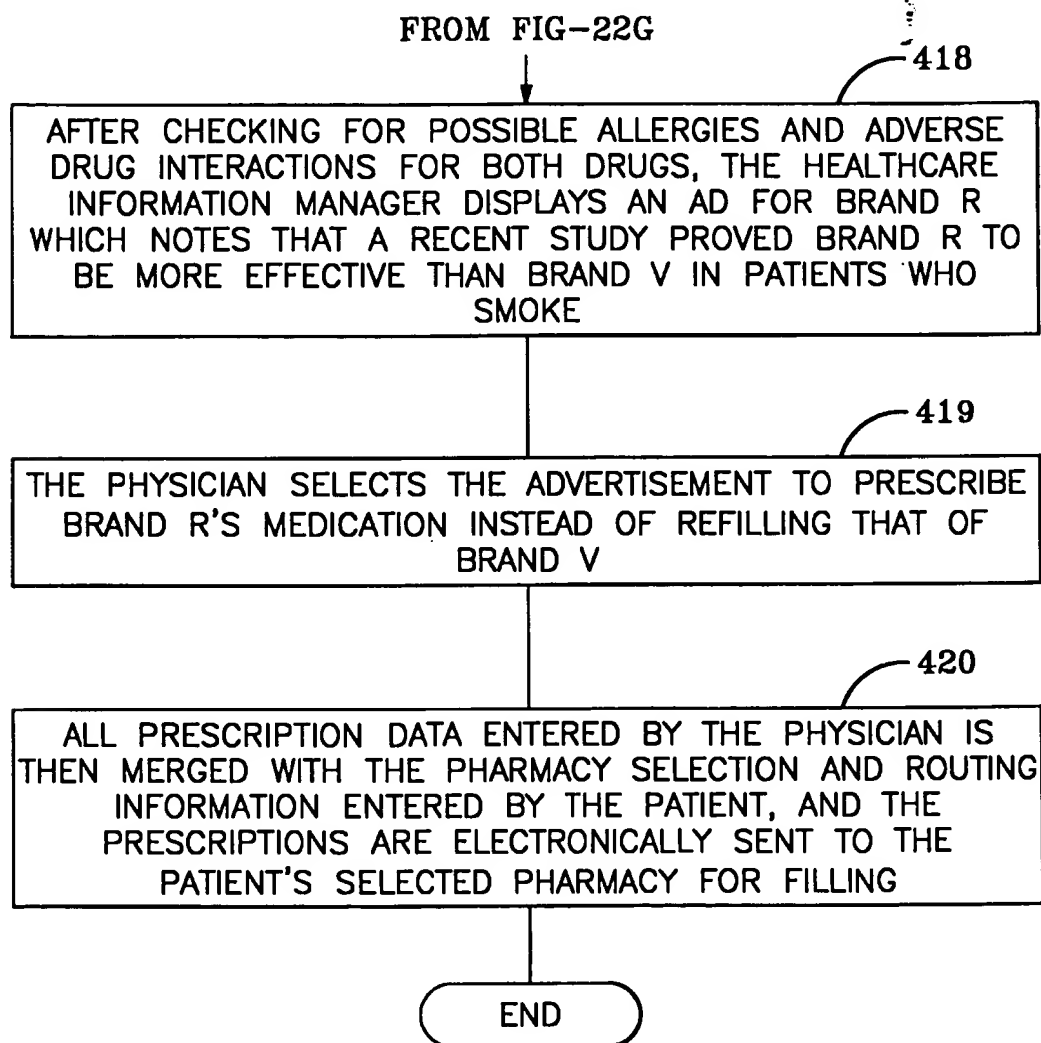 FROM FIG-22G
418
AFTER CHECKING FOR POSSIBLE ALLERGIES AND ADVERSE
DRUG INTERACTIONS FOR BOTH DRUGS, THE HEALTHCARE
INFORMATION MANAGER DISPLAYS AN AD FOR BRAND R
WHICH NOTES THAT A RECENT STUDY PROVED BRAND R TO
BE MORE EFFECTIVE THAN BRAND V IN PATIENTS WHO
SMOKE
419
THE PHYSICIAN SELECTS THE ADVERTISEMENT TO PRESCRIBE
BRAND R'S MEDICATION INSTEAD OF REFILLING THAT OF
BRAND V
420
ALL PRESCRIPTION DATA ENTERED BY THE PHYSICIAN IS
THEN MERGED WITH THE PHARMACY SELECTION AND ROUTING
INFORMATION ENTERED BY THE PATIENT, AND THE
PRESCRIPTIONS ARE ELECTRONICALLY SENT TO THE
PATIENT'S SELECTED PHARMACY FOR FILLING
END